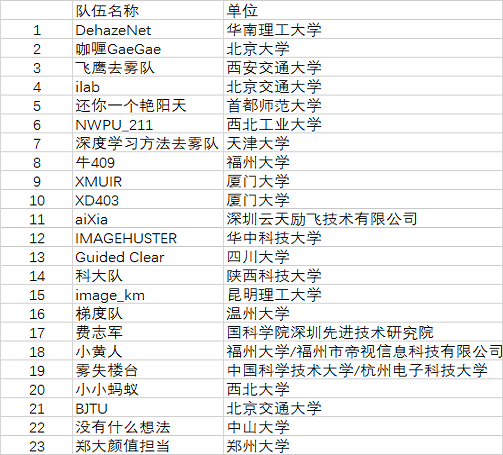 队伍名称 单位
1 DehazeNet 华南理工大学
2 咖喱GaeGae 北京大学
3 飞鹰去雾队 西安交通大学
4 ilab 北京交通大学
5 还你一个艳阳天 首都师范大学
6 NWPU_211 西北工业大学
7 深度学习方法去雾队 天津大学
8 牛409 福州大学
9 XMUIR 厦门大学
10 XD403 厦门大学
11 aiXia 深圳云天励飞技术有限公司
12 IMAGEHUSTER 华中科技大学
13 Guided Clear 四川大学
14 科大队 陕西科技大学
15 image_km 昆明理工大学
16 梯度队 温州大学
17 费志军 国科学院深圳先进技术研究院
18 小黄人 福州大学/福州市帝视信息科技有限公司
19 雾失楼台 中国科学技术大学/杭州电子科技大学
20 小小蚂蚁 西北大学
21 BJTU 北京交通大学
22 没有什么想法 中山大学
23 郑大颜值担当 郑州大学